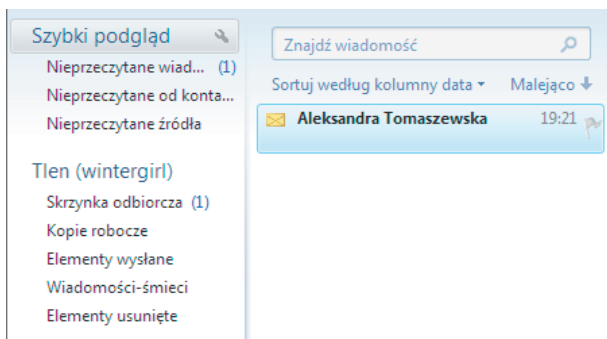 Szybki podgląd
Nieprzeczytane wiad... (1)
Nieprzeczytane od konta...
Nieprzeczytane źródła
Tlen (wintergirl)
Skrzynka odbiorcza (1)
Kopie robocze
Elementy wysłane
Wiadomości-śmieci
Elementy usunięte
Znajdź wiadomość
Sortuj według kolumny data Malejąco
Aleksandra Tomaszewska 19:21